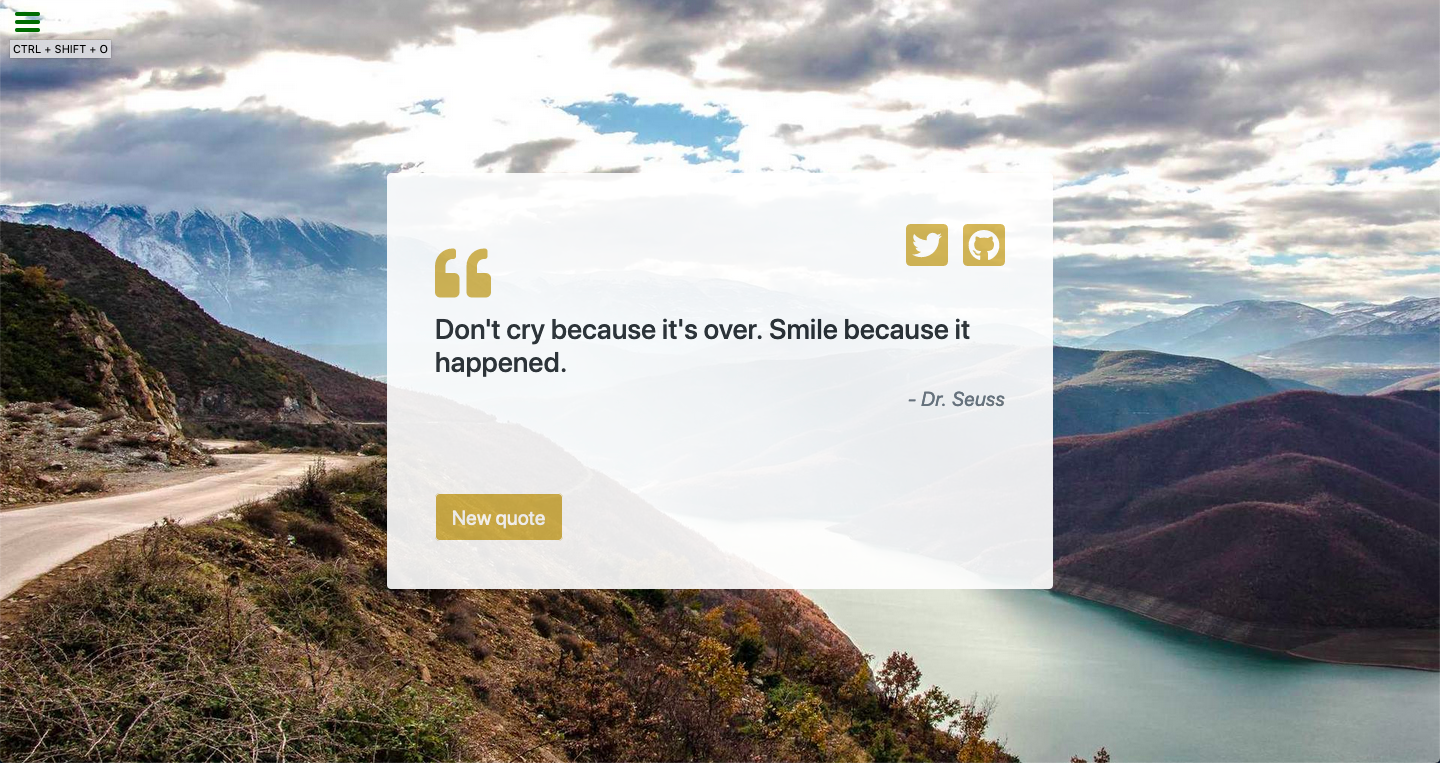 CTRL + SHIFT + O
Don't cry because it's over. Smile because it
happened.
- Dr. Seuss
New quote